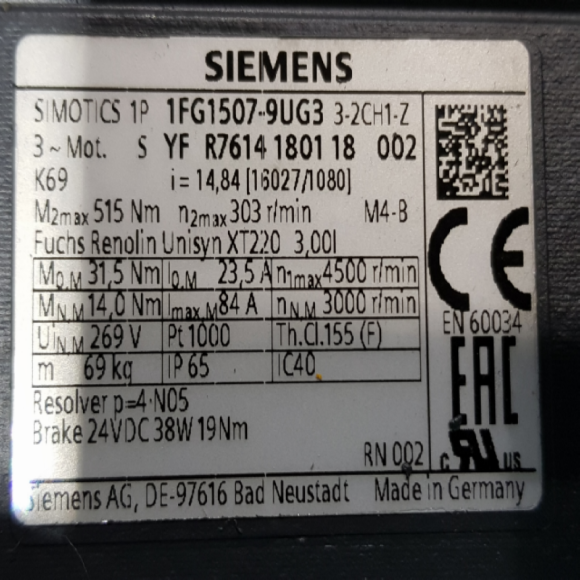 SIEMENS
SIMOTICS 1P 1FG1507-9UG3 3-2CH1-Z
3 ~ Mot. S YF R7614 1801 18 002
K69 i = 14,84 [16027/1080]
M2max 515 Nm n2max 303 r/min M4-B
Fuchs Renolin Unisyn XT220 3,00l
M0,M 31,5 Nm I0,M 23,5 A n1max 4500 r/min
MN,M 14,0 Nm Imax,M 84 A nN,M 3000 r/min
UiN,M 269 V Pt 1000 Th.Cl.155 (F)
m 69 kg IP 65 IC40
Resolver p=4·N05
Brake 24VDC 38W 19Nm
RN 002
CE
EN 60034
EAC
c RU US
Siemens AG, DE-97616 Bad Neustadt Made in Germany